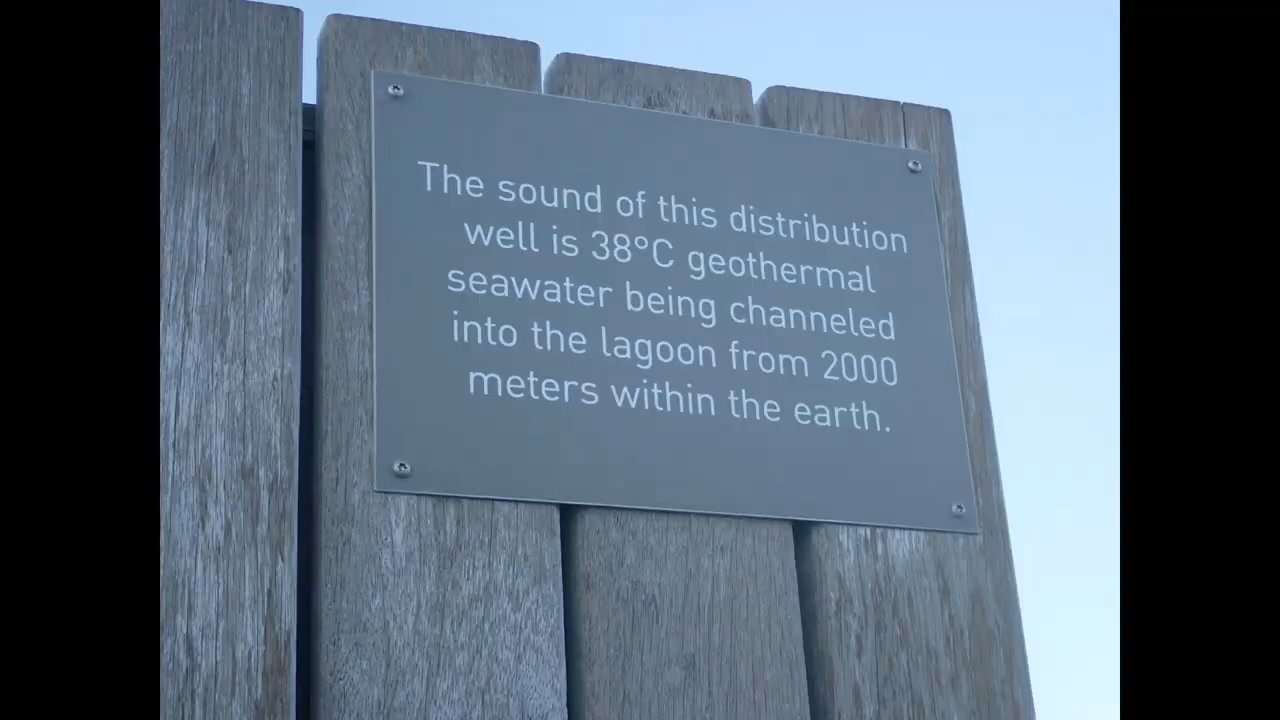 The sound of this distribution
well is 38°C geothermal
seawater being channeled
into the lagoon from 2000
meters within the earth.